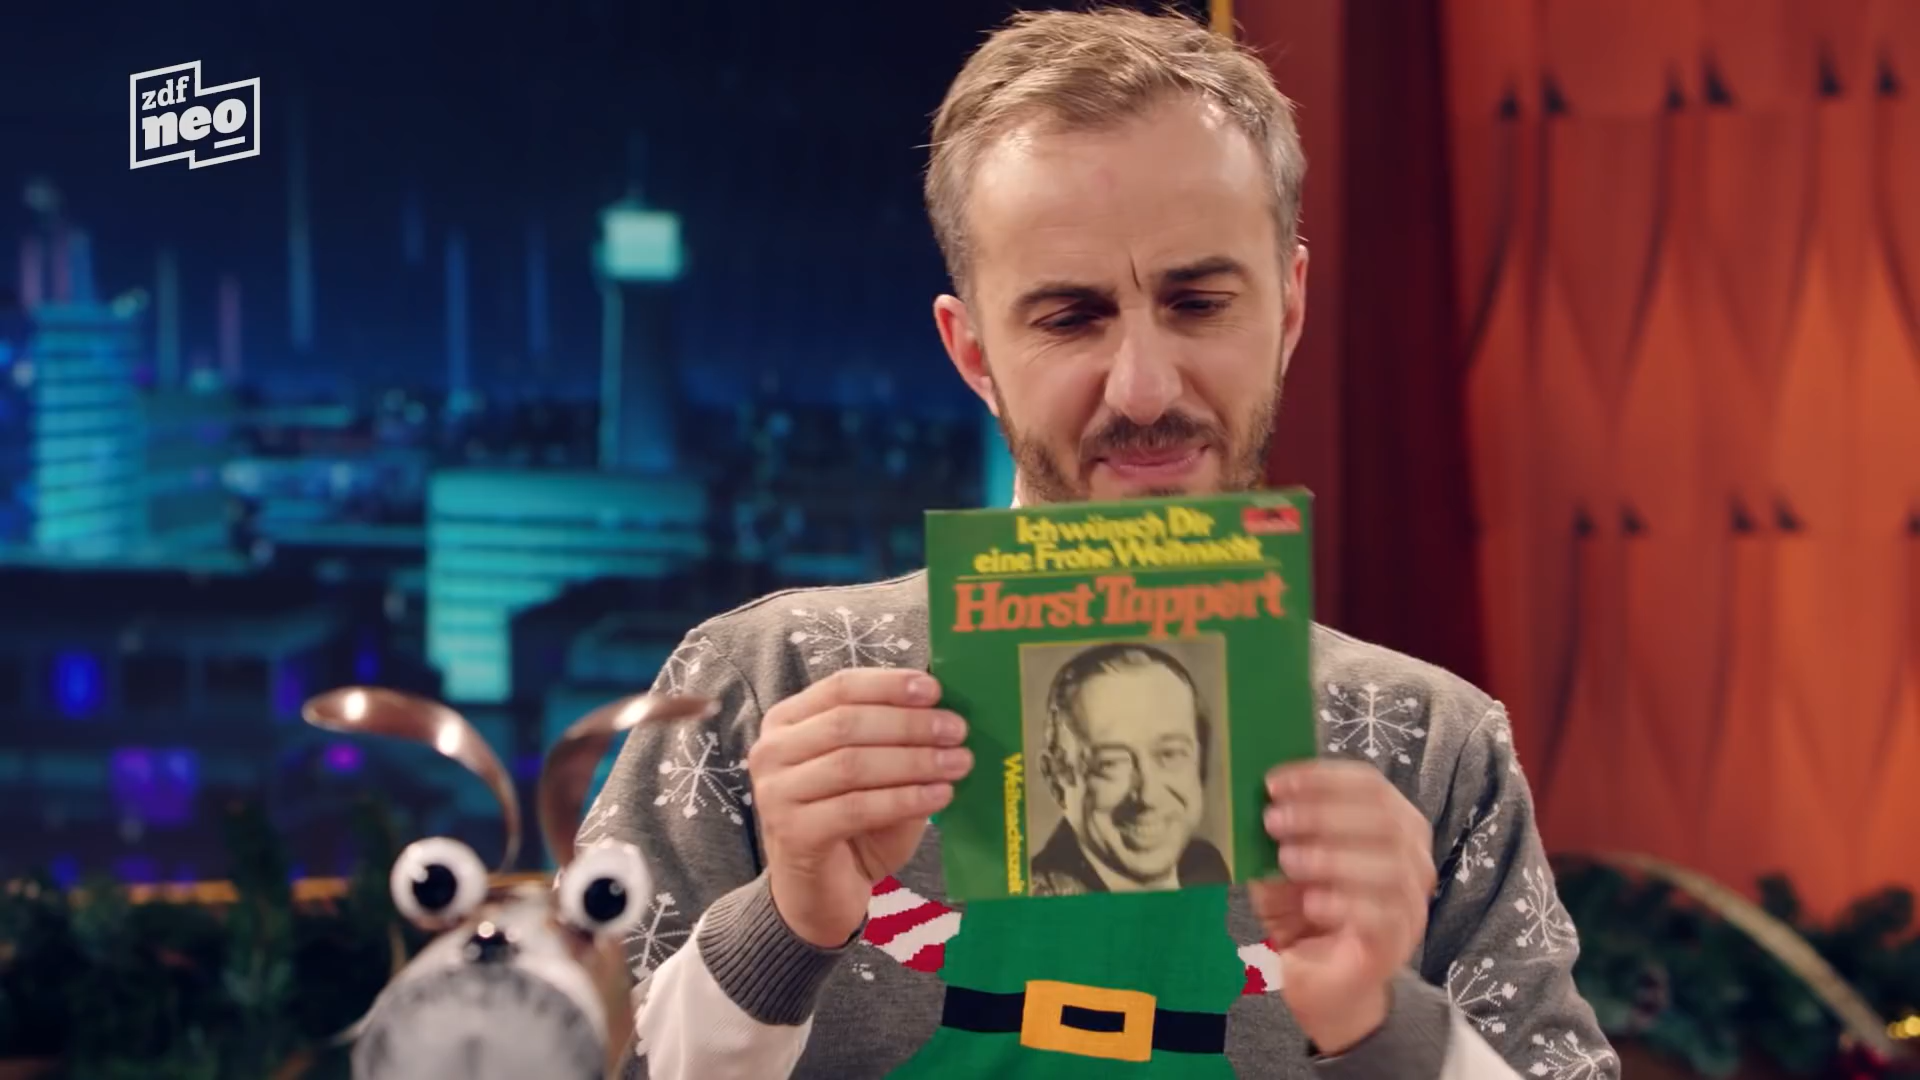 zdf
neo
Ich wünsch Dir
eine Frohe Weihnacht
Horst Tappert
Weihnachtszeit